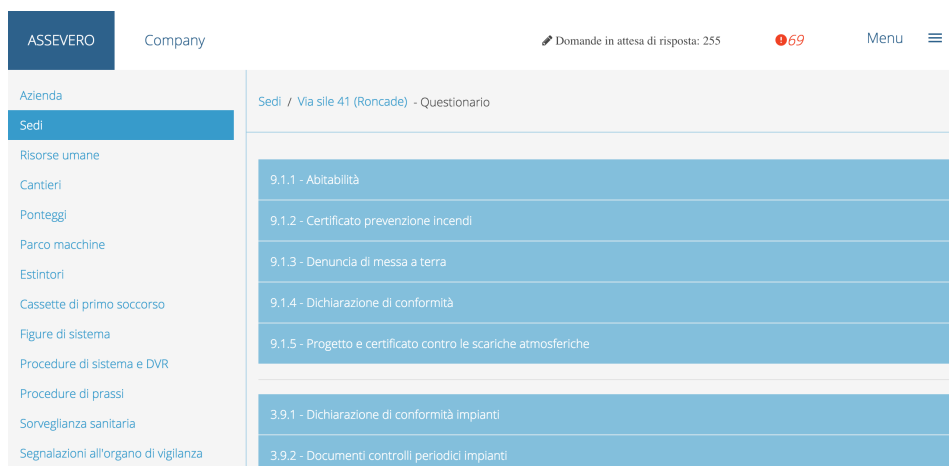 ASSEVERO
Company
Domande in attesa di risposta: 255
69
Menu
Azienda
Sedi
Risorse umane
Cantieri
Ponteggi
Parco macchine
Estintori
Cassette di primo soccorso
Figure di sistema
Procedure di sistema e DVR
Procedure di prassi
Sorveglianza sanitaria
Segnalazioni all'organo di vigilanza
Sedi / Via sile 41 (Roncade) - Questionario
9.1.1 - Abitabilità
9.1.2 - Certificato prevenzione incendi
9.1.3 - Denuncia di messa a terra
9.1.4 - Dichiarazione di conformità
9.1.5 - Progetto e certificato contro le scariche atmosferiche
3.9.1 - Dichiarazione di conformità impianti
3.9.2 - Documenti controlli periodici impianti